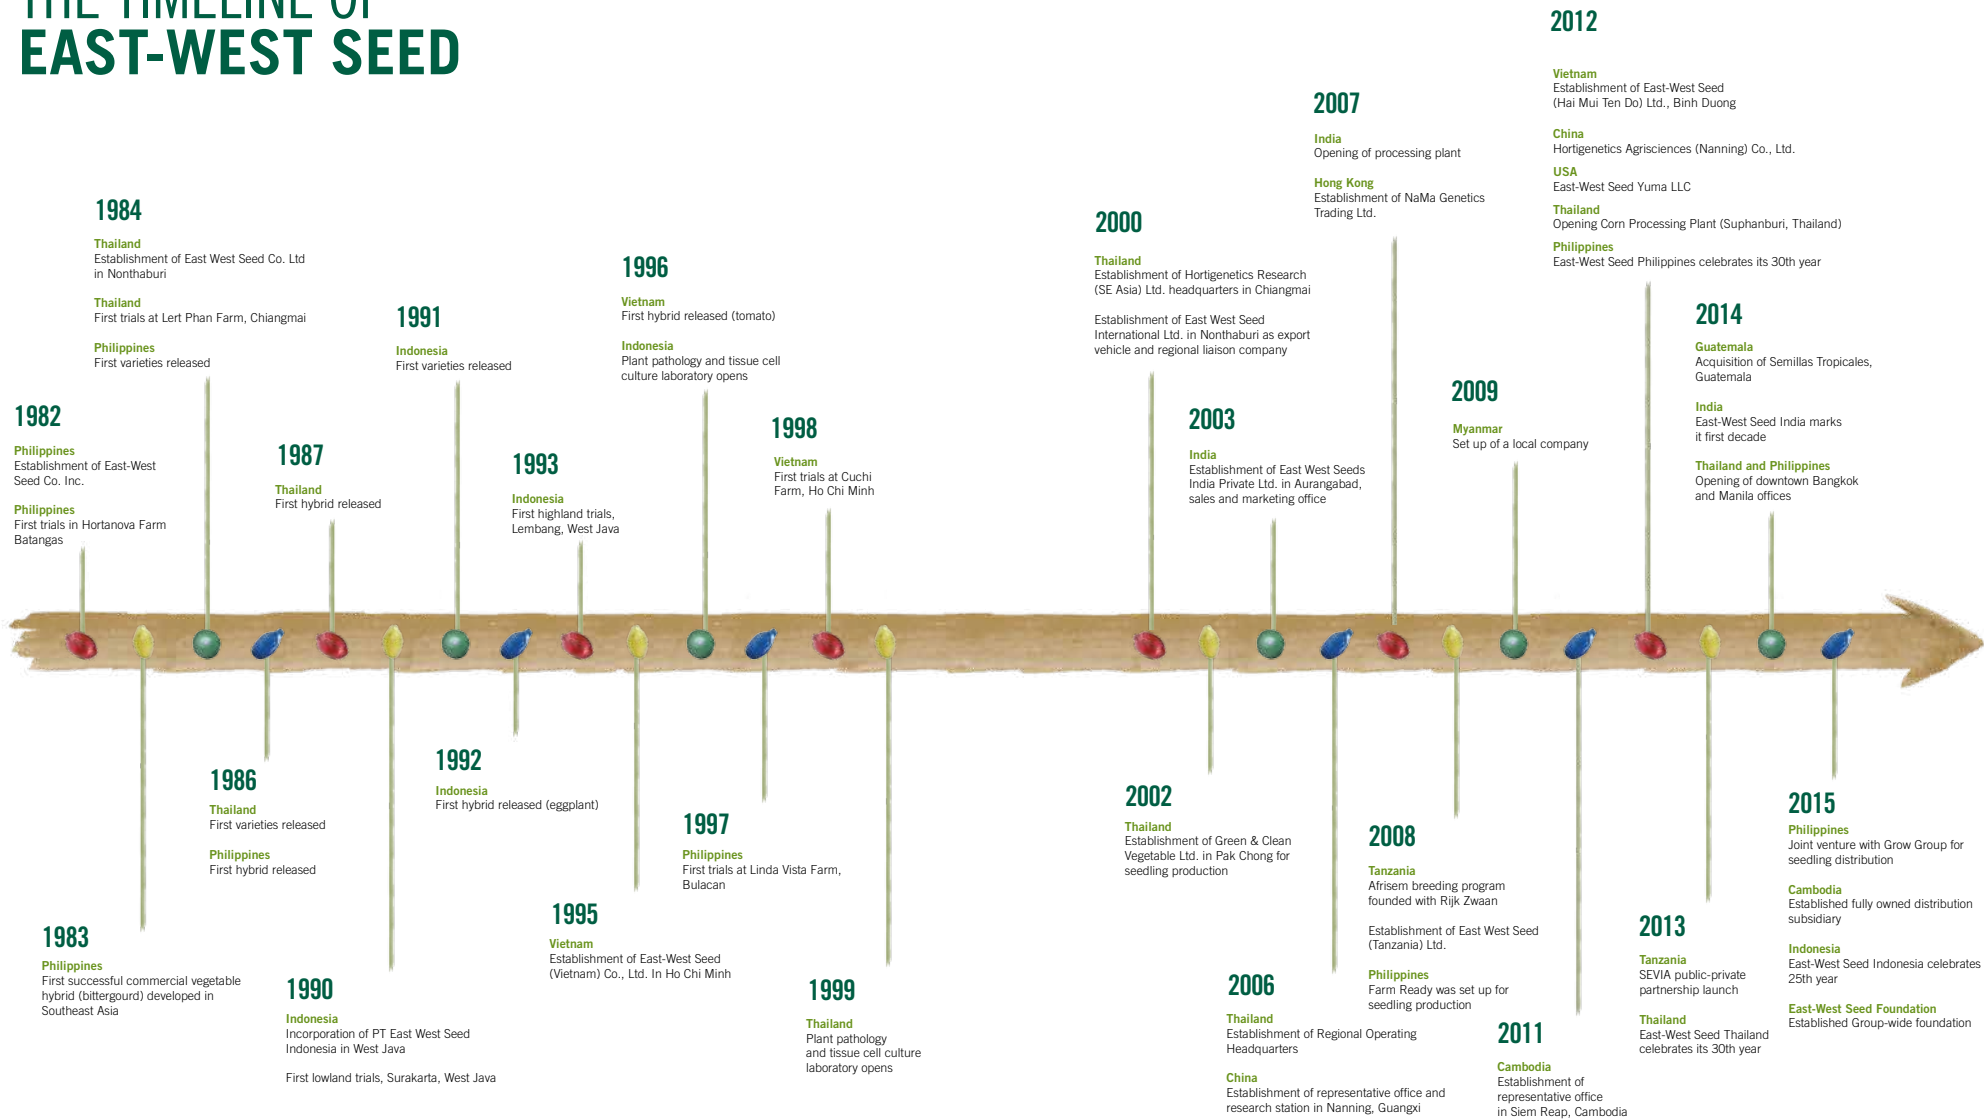 THE TIMELINE OF
EAST-WEST SEED
1982
Philippines
Establishment of East-West
Seed Co. Inc.
Philippines
First trials in Hortanova Farm
Batangas
1983
Philippines
First successful commercial vegetable
hybrid (bittergourd) developed in
Southeast Asia
1984
Thailand
Establishment of East West Seed Co. Ltd
in Nonthaburi
Thailand
First trials at Lert Phan Farm, Chiangmai
Philippines
First varieties released
1986
Thailand
First varieties released
Philippines
First hybrid released
1987
Thailand
First hybrid released
1990
Indonesia
Incorporation of PT East West Seed
Indonesia in West Java
First lowland trials, Surakarta, West Java
1991
Indonesia
First varieties released
1992
Indonesia
First hybrid released (eggplant)
1993
Indonesia
First highland trials,
Lembang, West Java
1995
Vietnam
Establishment of East-West Seed
(Vietnam) Co., Ltd. In Ho Chi Minh
1996
Vietnam
First hybrid released (tomato)
Indonesia
Plant pathology and tissue cell
culture laboratory opens
1997
Philippines
First trials at Linda Vista Farm,
Bulacan
1998
Vietnam
First trials at Cuchi
Farm, Ho Chi Minh
1999
Thailand
Plant pathology
and tissue cell culture
laboratory opens
2000
Thailand
Establishment of Hortigenetics Research
(SE Asia) Ltd. headquarters in Chiangmai
Establishment of East West Seed
International Ltd. in Nonthaburi as export
vehicle and regional liaison company
2002
Thailand
Establishment of Green & Clean
Vegetable Ltd. in Pak Chong for
seedling production
2003
India
Establishment of East West Seeds
India Private Ltd. in Aurangabad,
sales and marketing office
2006
Thailand
Establishment of Regional Operating
Headquarters
China
Establishment of representative office and
research station in Nanning, Guangxi
2007
India
Opening of processing plant
Hong Kong
Establishment of NaMa Genetics
Trading Ltd.
2008
Tanzania
Afrisem breeding program
founded with Rijk Zwaan
Establishment of East West Seed
(Tanzania) Ltd.
Philippines
Farm Ready was set up for
seedling production
2009
Myanmar
Set up of a local company
2011
Cambodia
Establishment of
representative office
in Siem Reap, Cambodia
2012
Vietnam
Establishment of East-West Seed
(Hai Mui Ten Do) Ltd., Binh Duong
China
Hortigenetics Agrisciences (Nanning) Co., Ltd.
USA
East-West Seed Yuma LLC
Thailand
Opening Corn Processing Plant (Suphanburi, Thailand)
Philippines
East-West Seed Philippines celebrates its 30th year
2013
Tanzania
SEVIA public-private
partnership launch
Thailand
East-West Seed Thailand
celebrates its 30th year
2014
Guatemala
Acquisition of Semillas Tropicales,
Guatemala
India
East-West Seed India marks
it first decade
Thailand and Philippines
Opening of downtown Bangkok
and Manila offices
2015
Philippines
Joint venture with Grow Group for
seedling distribution
Cambodia
Established fully owned distribution
subsidiary
Indonesia
East-West Seed Indonesia celebrates
25th year
East-West Seed Foundation
Established Group-wide foundation